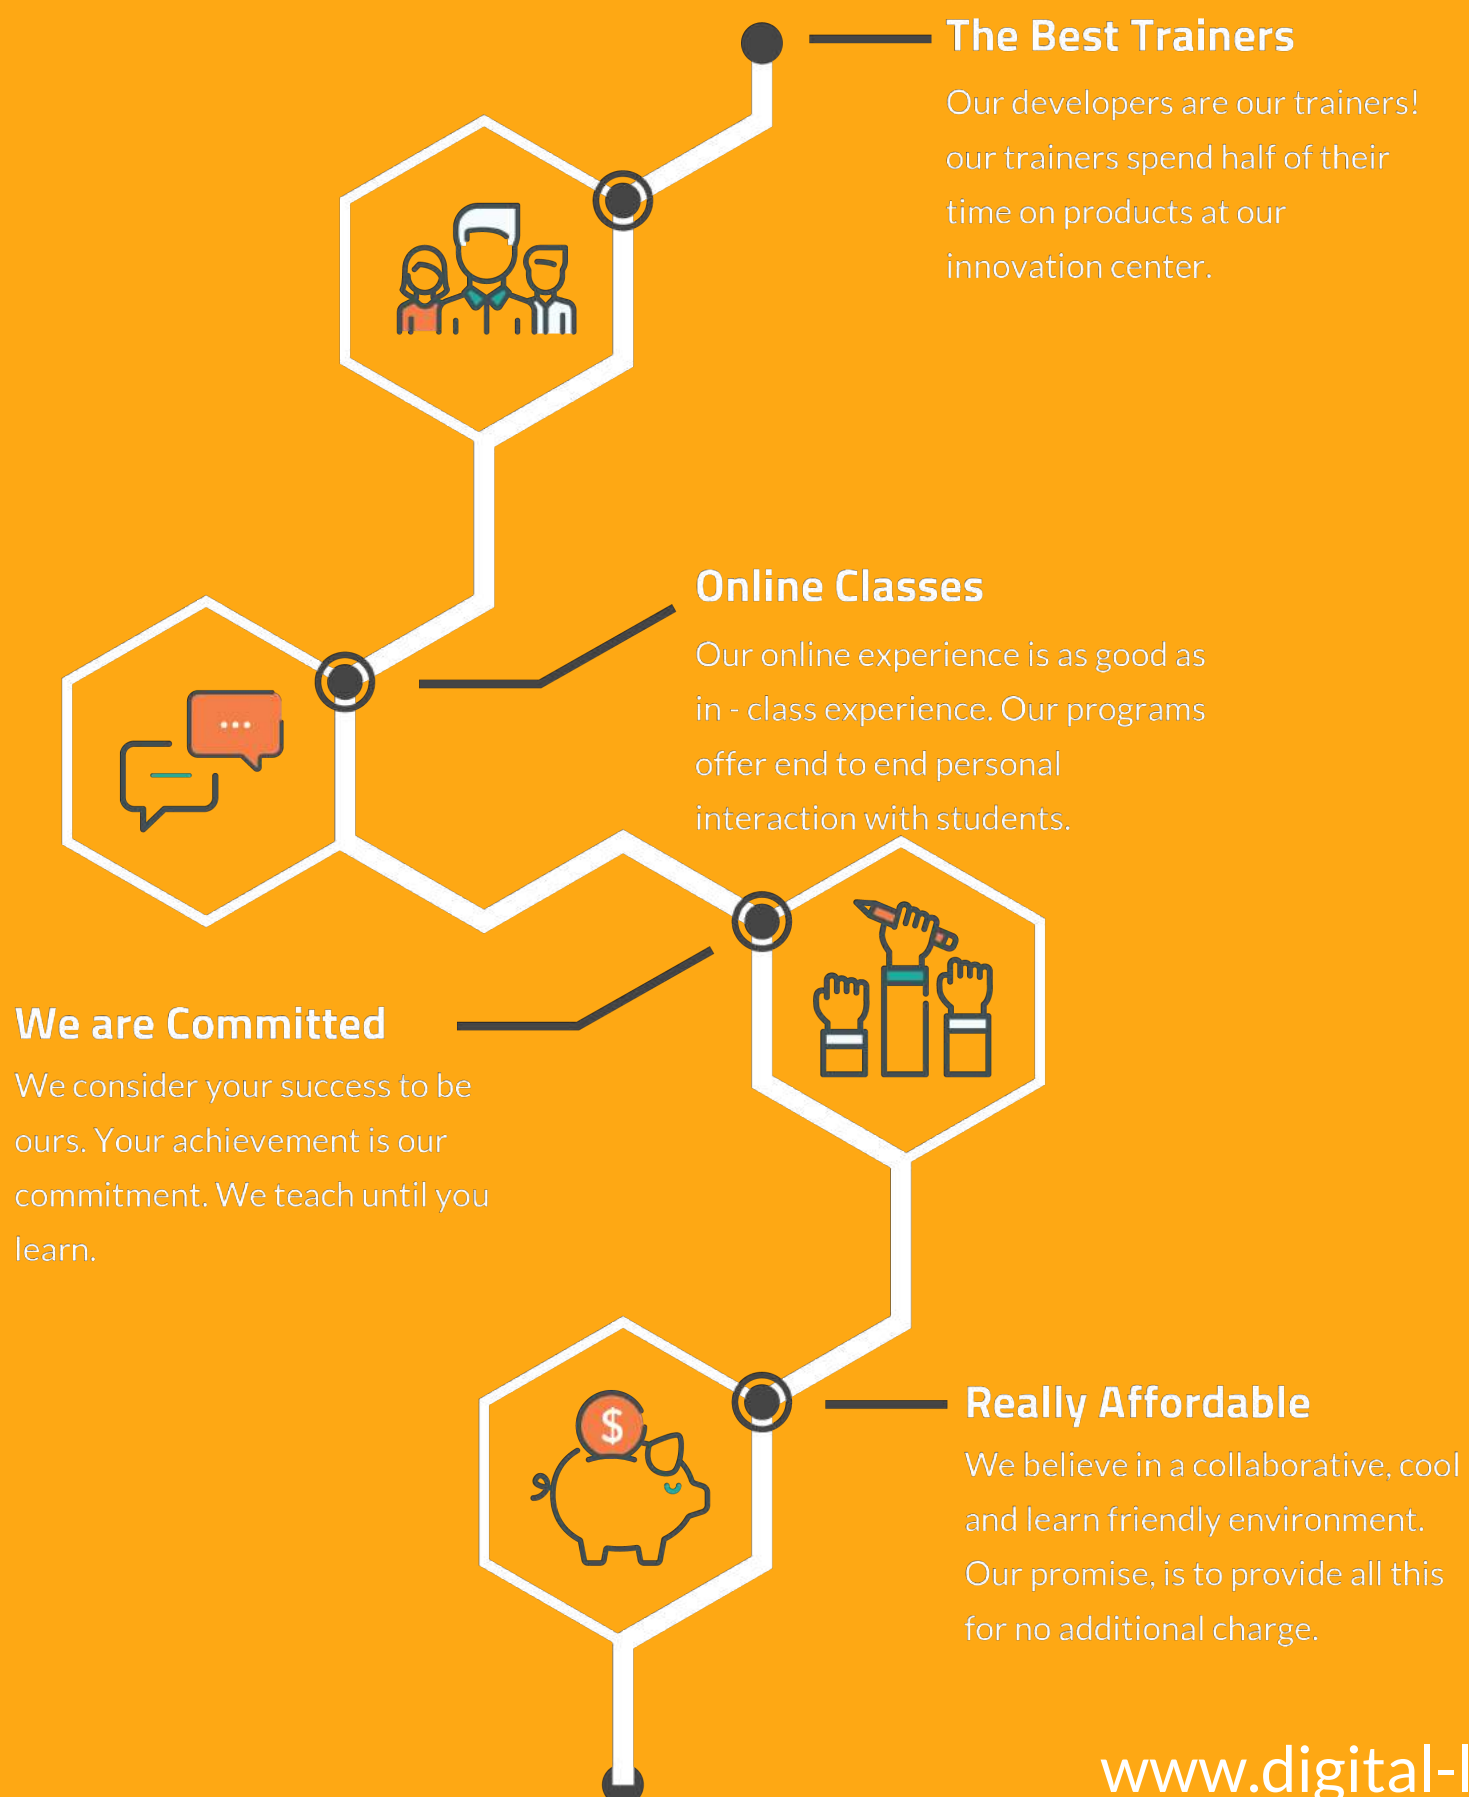 The Best Trainers
Our developers are our trainers!
our trainers spend half of their
time on products at our
innovation center.
Online Classes
Our online experience is as good as
in - class experience. Our programs
offer end to end personal
interaction with students.
We are Committed
We consider your success to be
ours. Your achievement is our
commitment. We teach until you
learn.
$
Really Affordable
We believe in a collaborative, cool
and learn friendly environment.
Our promise, is to provide all this
for no additional charge.
www.digital-l